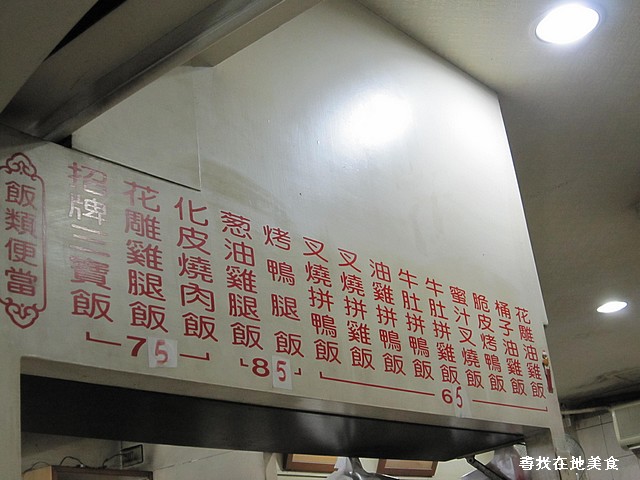 飯類便當
招牌三寶飯
花雕雞腿飯
化皮燒肉飯
75
蔥油雞腿飯
烤鴨腿飯
85
叉燒拼鴨飯
叉燒拼雞飯
油雞拼鴨飯
牛肚拼鴨飯
牛肚拼雞飯
蜜汁叉燒飯
脆皮烤鴨飯
桶子油雞飯
花雕油雞飯
65
尋找在地美食